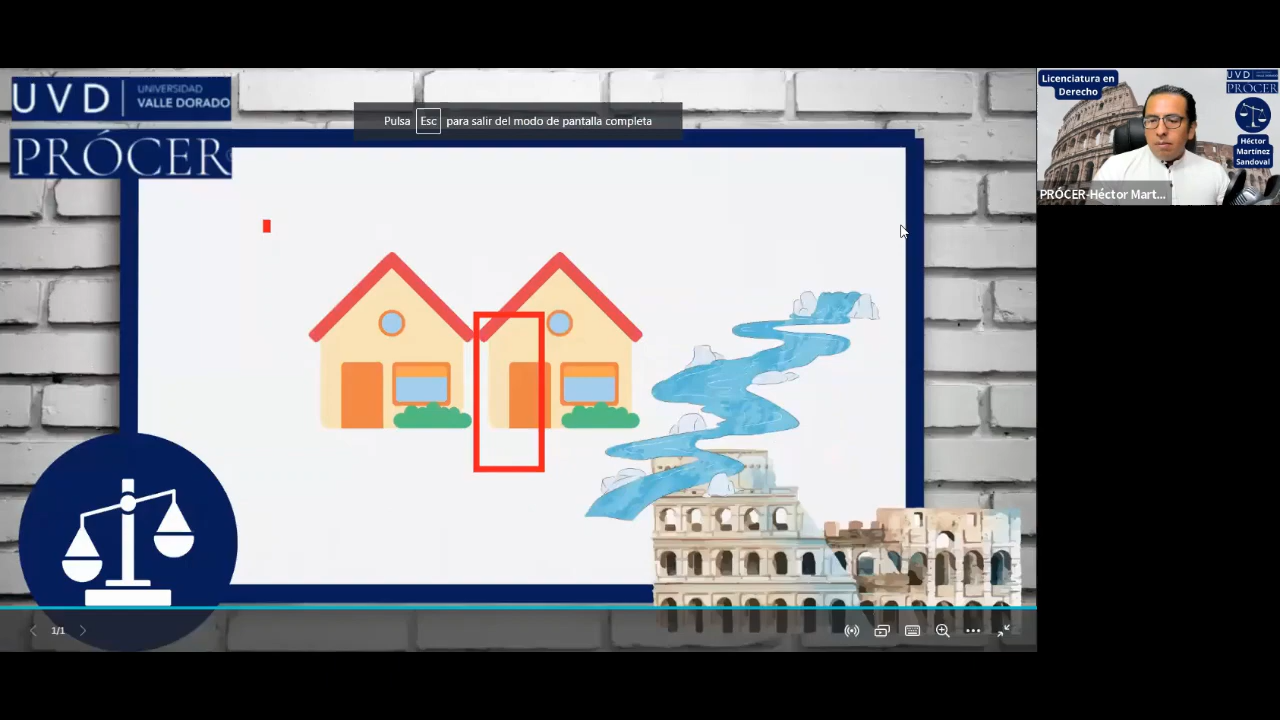 UVD
UNIVERSIDAD
VALLE DORADO
PRÓCER
Pulsa Esc para salir del modo de pantalla completa
1/1
Licenciatura en
Derecho
UVD
PRÓCER
Héctor
Martínez
Sandoval
PRÓCER-Héctor Mart...